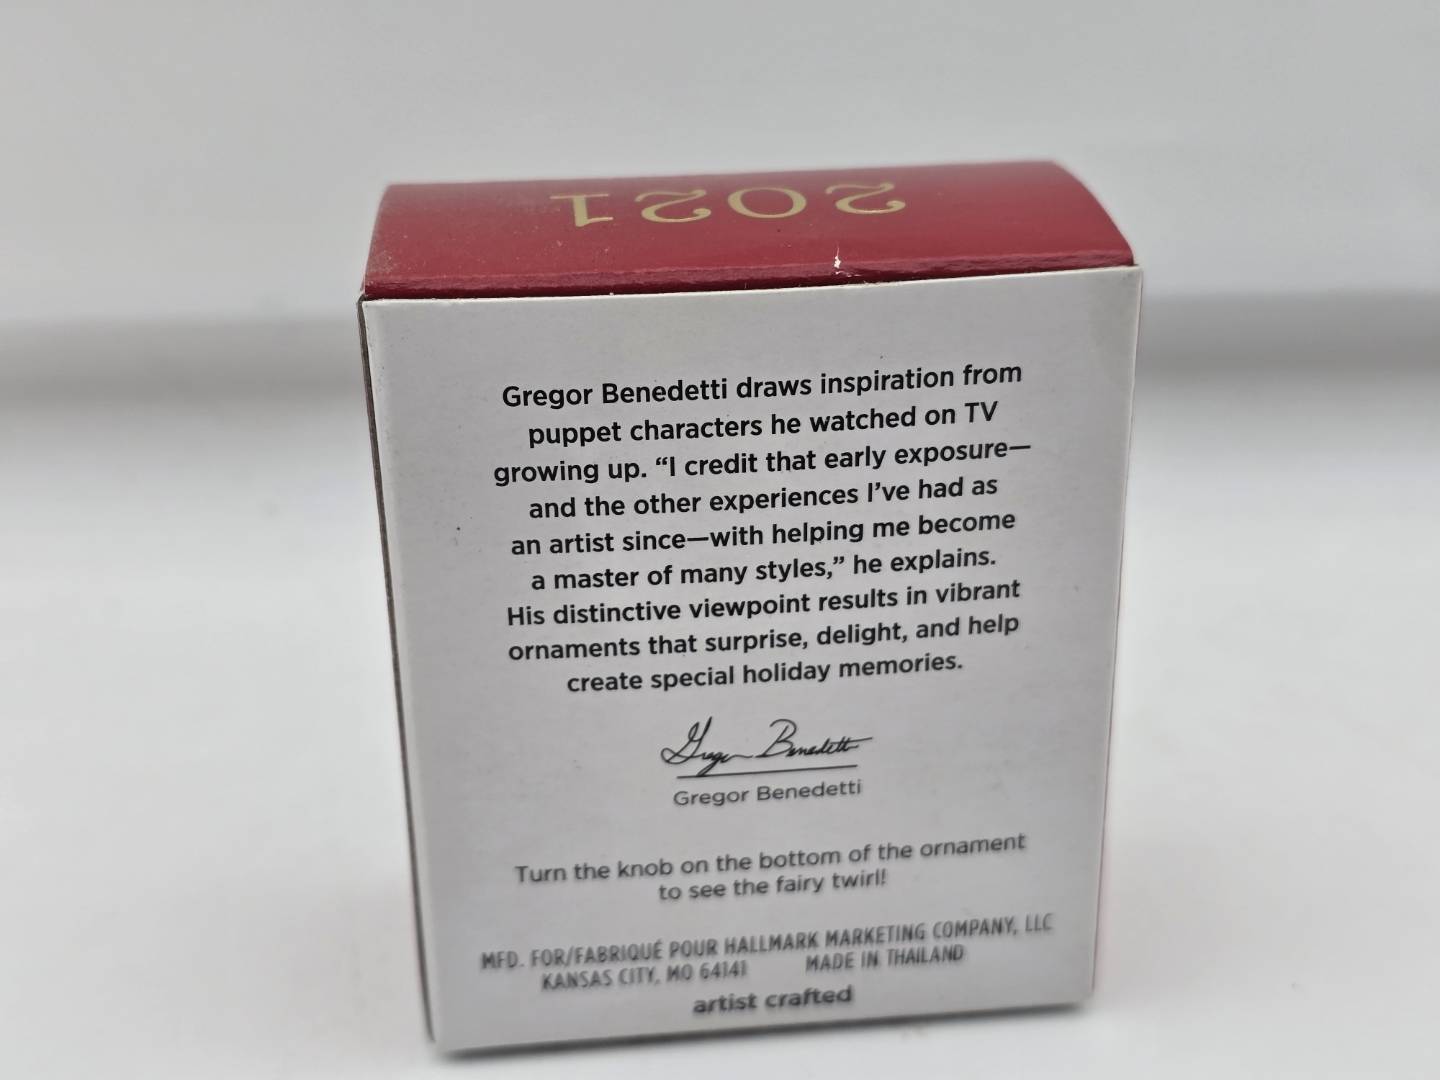 2021
Gregor Benedetti draws inspiration from
puppet characters he watched on TV
growing up. “I credit that early exposure—
and the other experiences I’ve had as
an artist since—with helping me become
a master of many styles,” he explains.
His distinctive viewpoint results in vibrant
ornaments that surprise, delight, and help
create special holiday memories.
Gregor Benedetti
Gregor Benedetti
Turn the knob on the bottom of the ornament
to see the fairy twirl!
MFD. FOR/FABRIQUÉ POUR HALLMARK MARKETING COMPANY, LLC
KANSAS CITY, MO 64141 MADE IN THAILAND
artist crafted